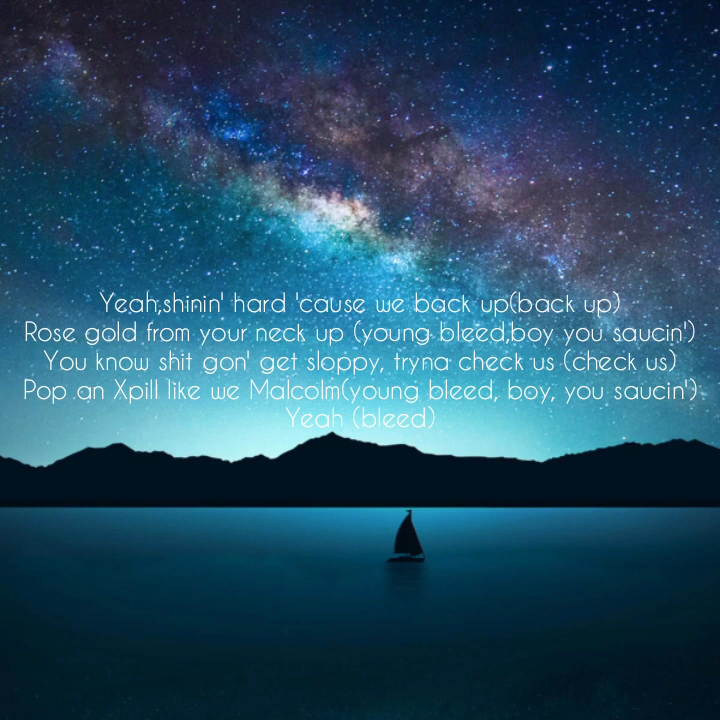 Yeah,shinin' hard 'cause we back up(back up)
Rose gold from your neck up (young bleed,boy you saucin')
You know shit gon' get sloppy, tryna check us (check us)
Pop an Xpill like we Malcolm(young bleed, boy, you saucin')
Yeah (bleed)